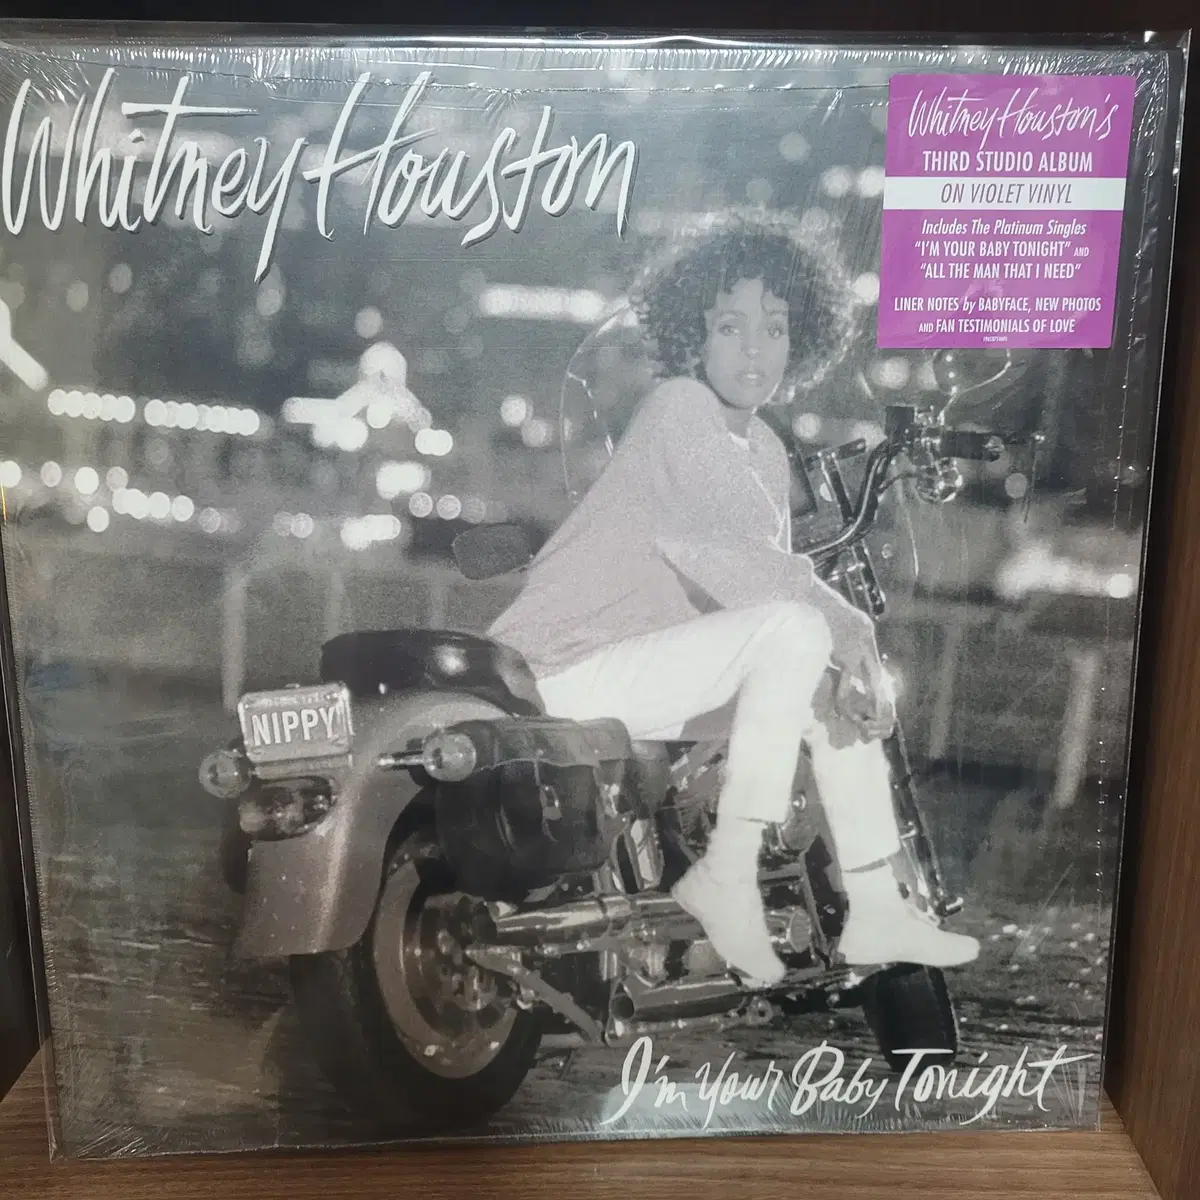 Whitney Houston
Whitney Houston's
THIRD STUDIO ALBUM
ON VIOLET VINYL
Includes The Platinum Singles
"I'M YOUR BABY TONIGHT" AND
"ALL THE MAN THAT I NEED"
LINER NOTES by BABYFACE, NEW PHOTOS
AND FAN TESTIMONIALS OF LOVE
NIPPY
I'm Your Baby Tonight